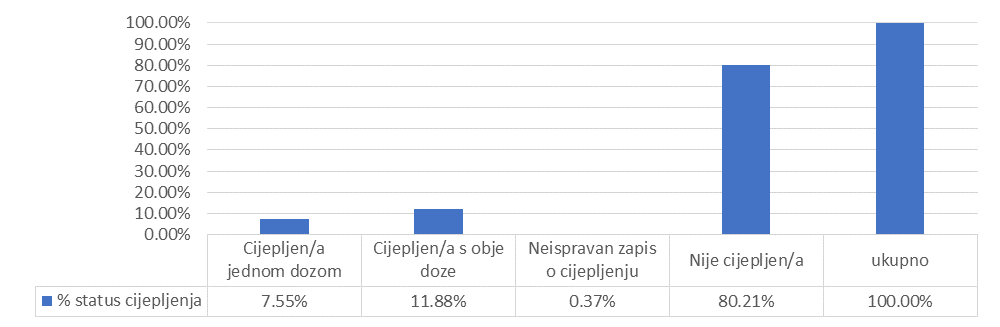 100.00%
90.00%
80.00%
70.00%
60.00%
50.00%
40.00%
30.00%
20.00%
10.00%
0.00%
Cijepljen/a
jednom dozom
Cijepljen/a s obje
doze
Neispravan zapis
o cijepljenju
Nije cijepljen/a
ukupno
% status cijepljenja
7.55%
11.88%
0.37%
80.21%
100.00%